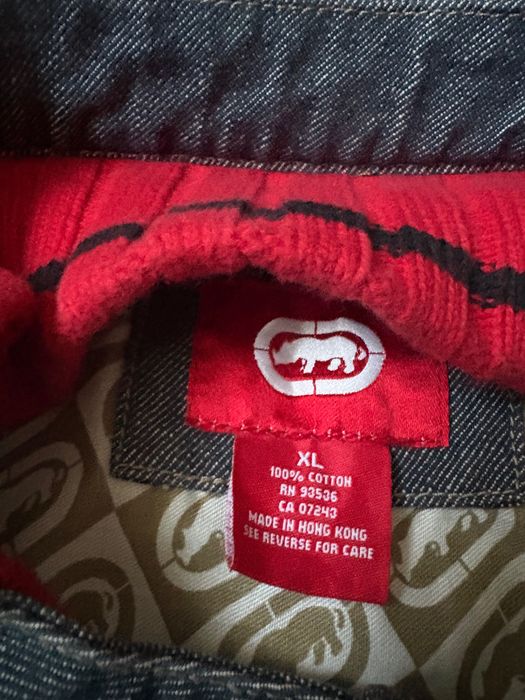 XL
100% COTTON
RN 93536
CA 07243
MADE IN HONG KONG
SEE REVERSE FOR CARE